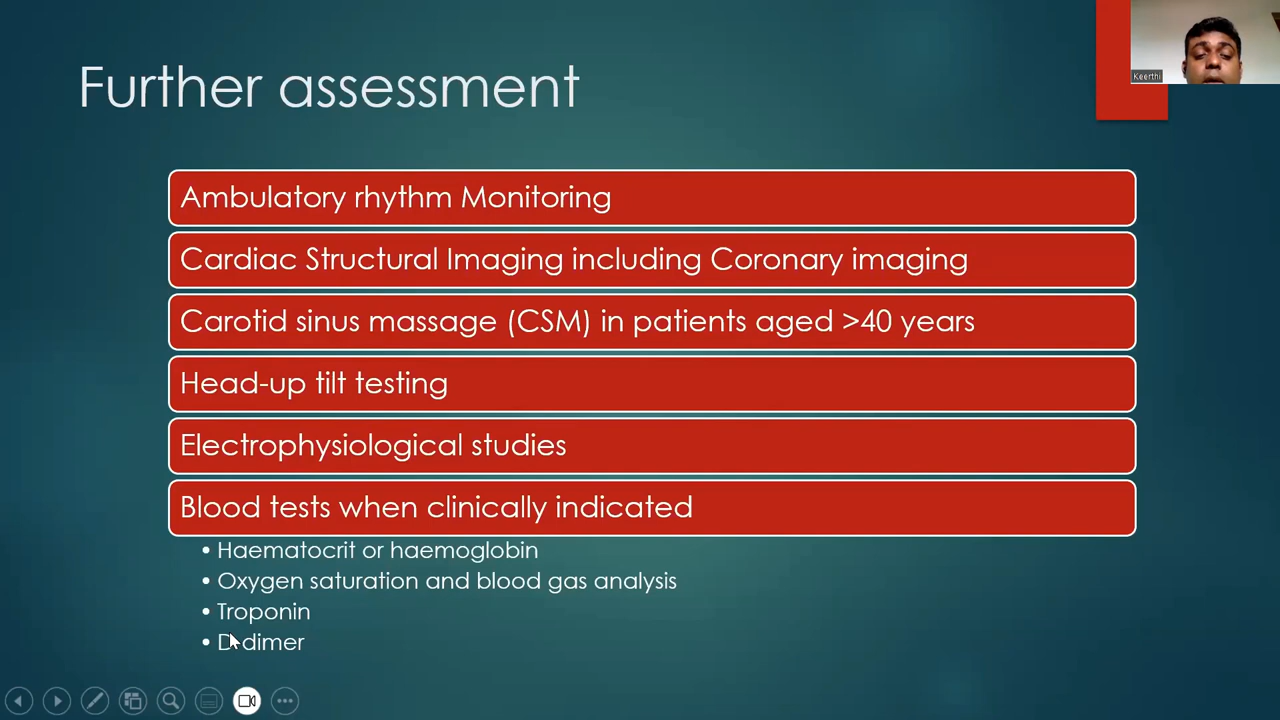 Further assessment
Keerthi
Ambulatory rhythm Monitoring
Cardiac Structural Imaging including Coronary imaging
Carotid sinus massage (CSM) in patients aged >40 years
Head-up tilt testing
Electrophysiological studies
Blood tests when clinically indicated
• Haematocrit or haemoglobin
• Oxygen saturation and blood gas analysis
• Troponin
• D-dimer